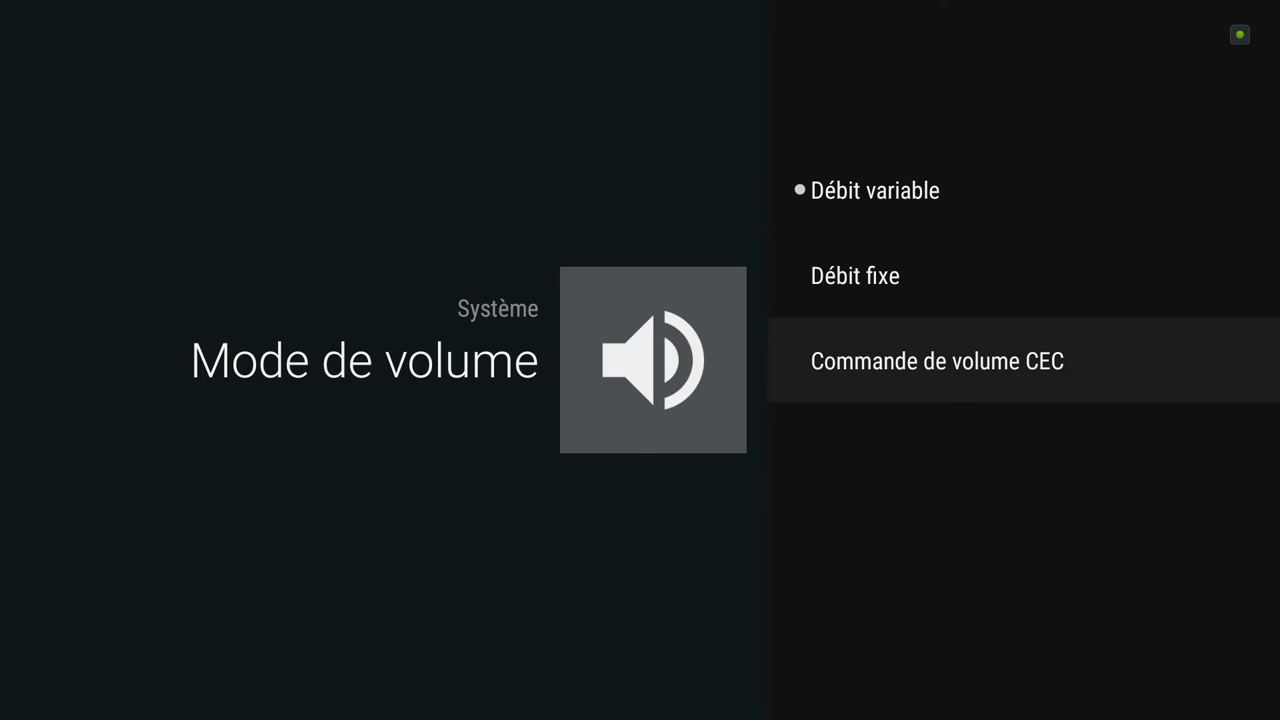 Système
Mode de volume
Débit variable
Débit fixe
Commande de volume CEC